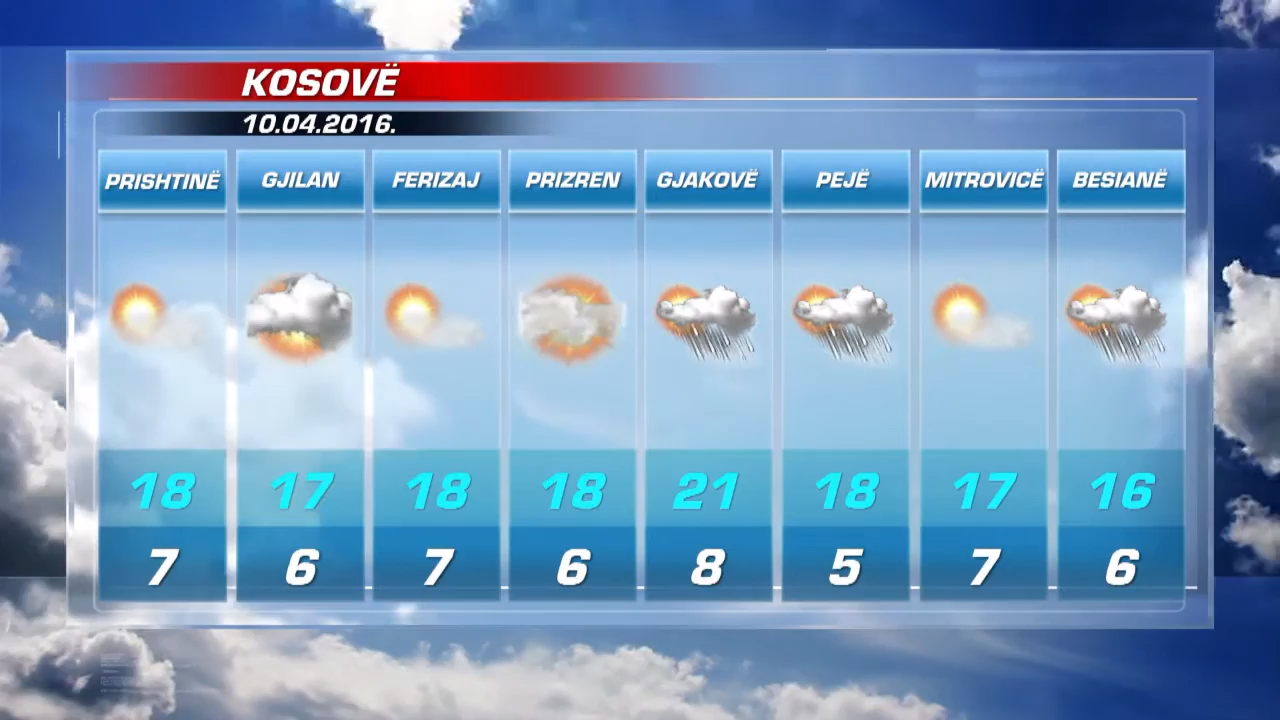 KOSOVË
10.04.2016.
PRISHTINË GJILAN FERIZAJ PRIZREN GJAKOVË PEJË MITROVICË BESIANË
18 17 18 18 21 18 17 16
7 6 7 6 8 5 7 6